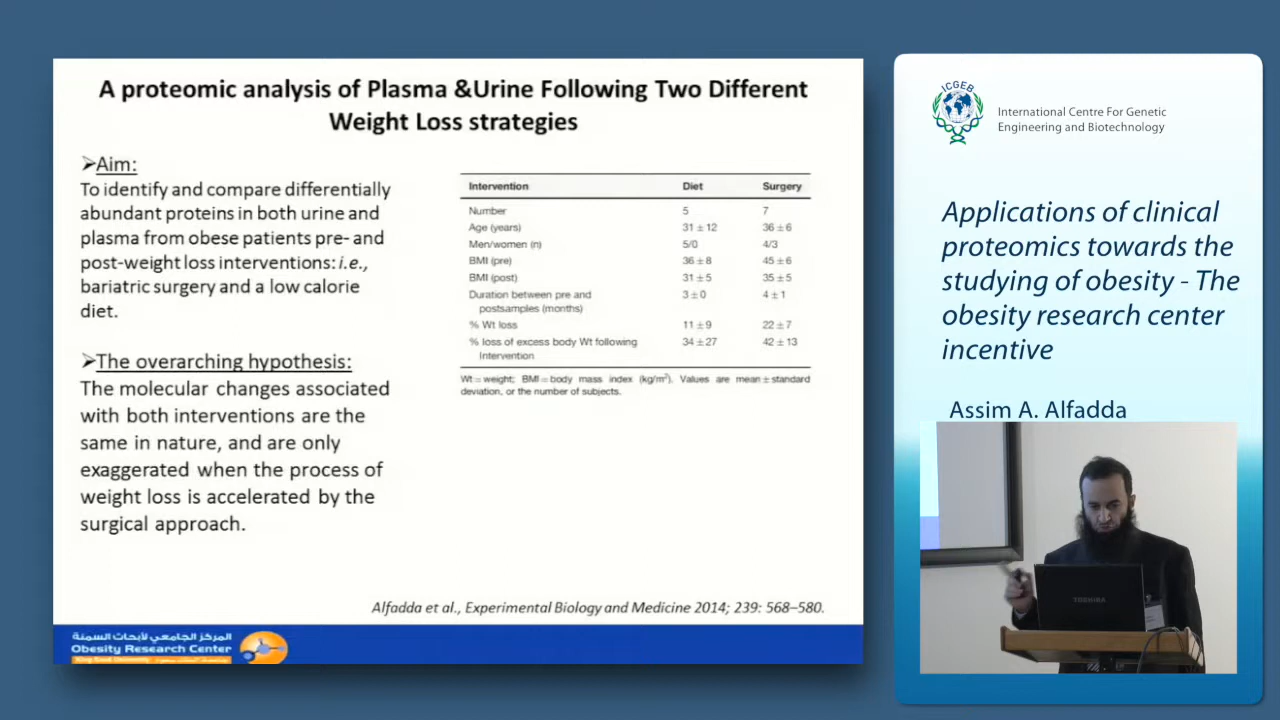 A proteomic analysis of Plasma &Urine Following Two Different
Weight Loss strategies
➢Aim:
To identify and compare differentially
abundant proteins in both urine and
plasma from obese patients pre- and
post-weight loss interventions: i.e.,
bariatric surgery and a low calorie
diet.
➢The overarching hypothesis:
The molecular changes associated
with both interventions are the
same in nature, and are only
exaggerated when the process of
weight loss is accelerated by the
surgical approach.
Intervention Diet Surgery
Number 5 7
Age (years) 31 ± 12 36 ± 6
Men/women (n) 5/0 4/3
BMI (pre) 36 ± 8 45 ± 6
BMI (post) 31 ± 5 35 ± 5
Duration between pre and
postsamples (months) 3 ± 0 4 ± 1
% Wt loss 11 ± 9 22 ± 7
% loss of excess body Wt following
Intervention 34 ± 27 42 ± 13
Wt = weight; BMI = body mass index (kg/m²). Values are mean ± standard
deviation, or the number of subjects.
Alfadda et al., Experimental Biology and Medicine 2014; 239: 568–580.
المركز الجامعي لأبحاث السمنة
Obesity Research Center
King Saud University
ICGEB
International Centre For Genetic
Engineering and Biotechnology
Applications of clinical
proteomics towards the
studying of obesity - The
obesity research center
incentive
Assim A. Alfadda
TOSHIBA